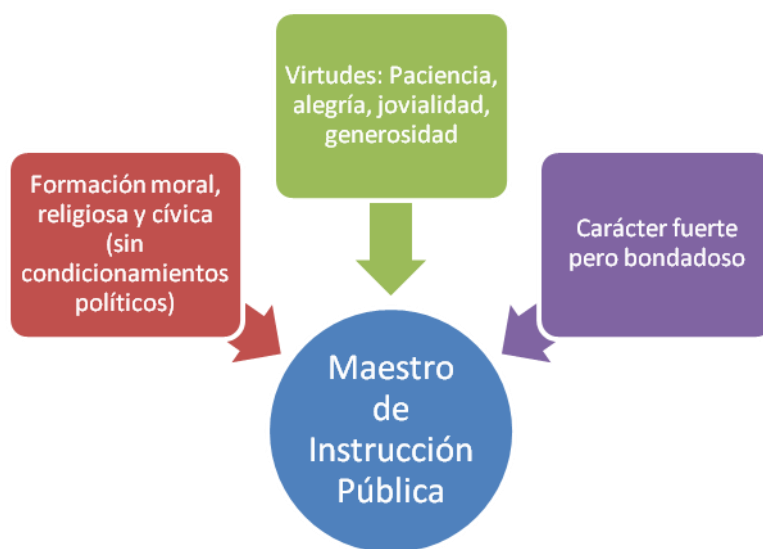 Virtudes: Paciencia,
alegría, jovialidad,
generosidad
Formación moral,
religiosa y cívica
(sin
condicionamientos
políticos)
Carácter fuerte
pero bondadoso
Maestro
de
Instrucción
Pública